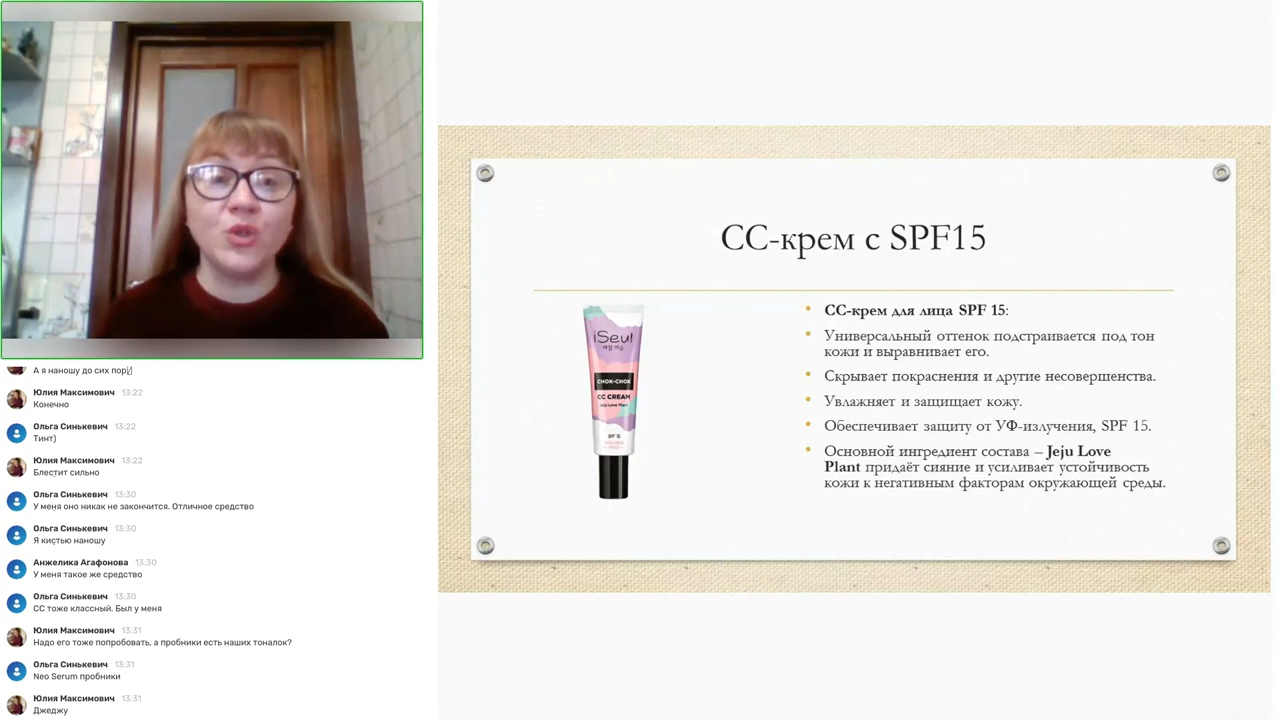 А я наношу до сих пор
Юлия Максимович 13:22
Конечно
Ольга Синькевич 13:22
Тинт)
Юлия Максимович 13:22
Блестит сильно
Ольга Синькевич 13:30
У меня оно никак не закончится. Отличное средство
Ольга Синькевич 13:30
Я кистью наношу
Анжелика Агафонова 13:30
У меня такое же средство
Ольга Синькевич 13:30
СС тоже классный. Был у меня
Юлия Максимович 13:31
Надо его тоже попробовать, а пробники есть наших тоналок?
Ольга Синькевич 13:31
Neo Serum пробники
Юлия Максимович 13:31
Джеджу
СС-крем с SPF15
iSeul
CHOK-CHOK
CC CREAM
Jeju Love Plant
SPF 15
СС-крем для лица SPF 15:
Универсальный оттенок подстраивается под тон
кожи и выравнивает его.
Скрывает покраснения и другие несовершенства.
Увлажняет и защищает кожу.
Обеспечивает защиту от УФ-излучения, SPF 15.
Основной ингредиент состава – Jeju Love
Plant придаёт сияние и усиливает устойчивость
кожи к негативным факторам окружающей среды.